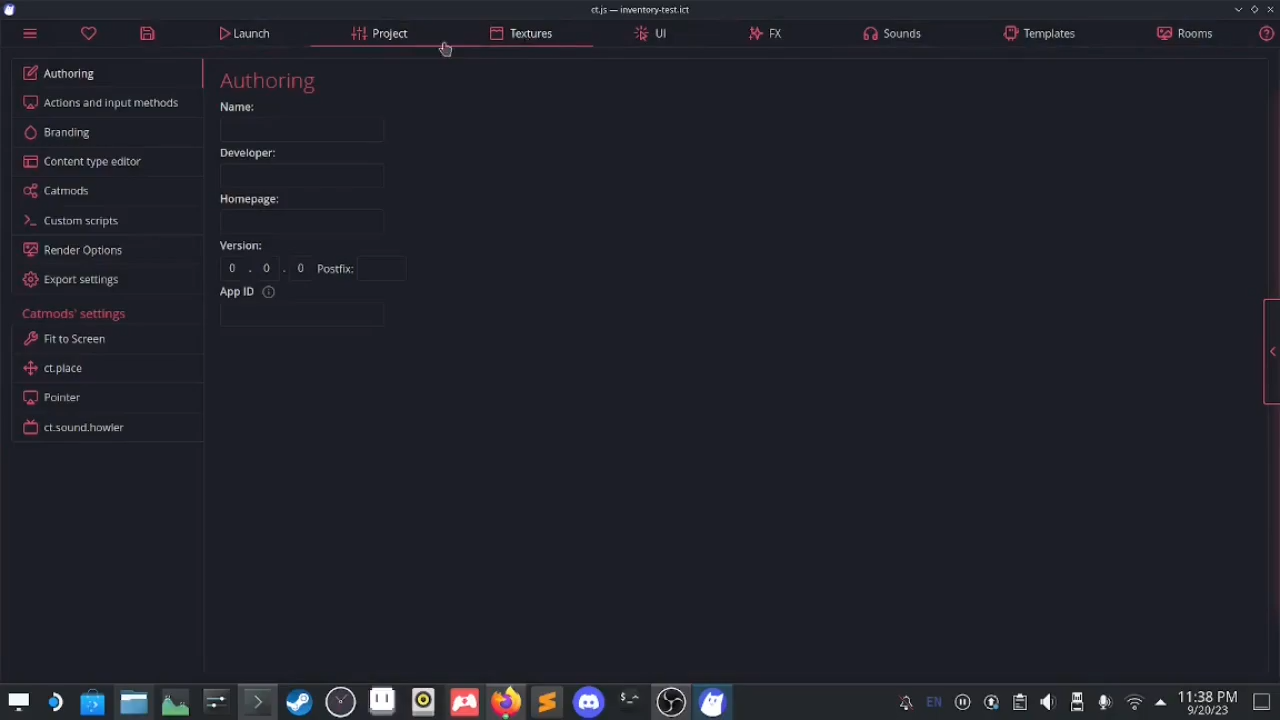 ct.js — inventory-test.ict
Launch
Project
Textures
UI
FX
Sounds
Templates
Rooms
Authoring
Actions and input methods
Branding
Content type editor
Catmods
Custom scripts
Render Options
Export settings
Catmods' settings
Fit to Screen
ct.place
Pointer
ct.sound.howler
Authoring
Name:
Developer:
Homepage:
Version:
0 . 0 . 0 Postfix:
App ID
EN
11:38 PM
9/20/23